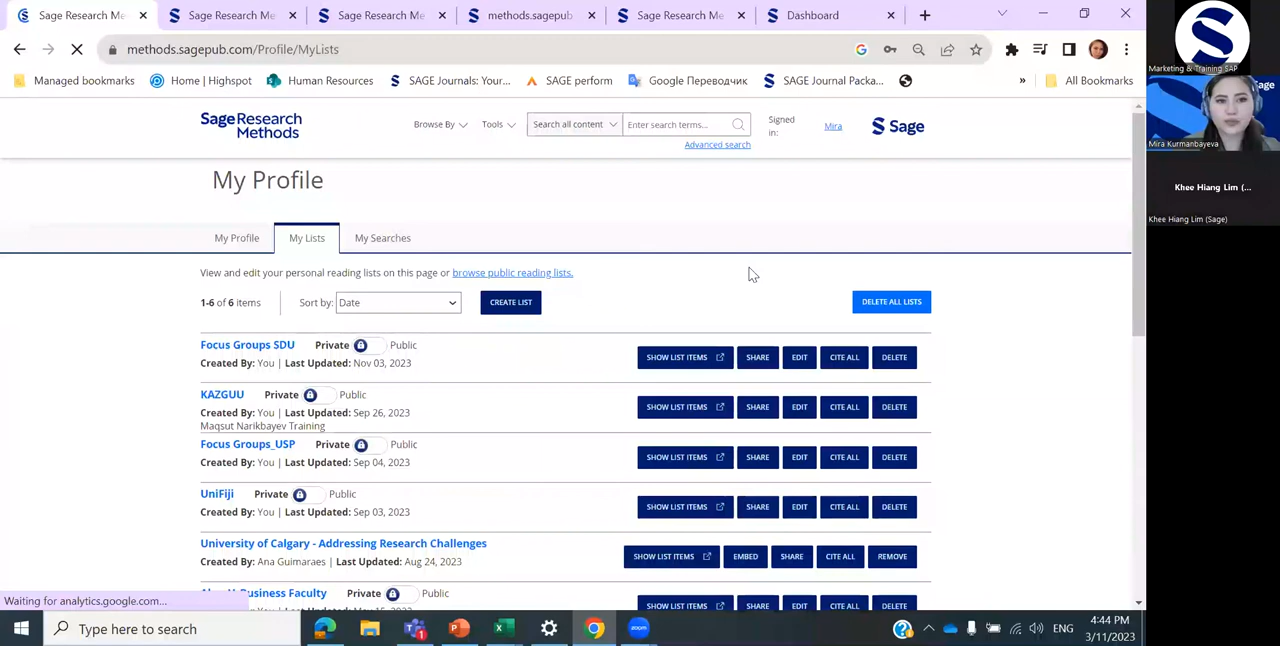 Sage Research Me
Sage Research Me
Sage Research Me
methods.sagepub
Sage Research Me
Dashboard
methods.sagepub.com/Profile/MyLists
Managed bookmarks
Home | Highspot
Human Resources
SAGE Journal
SAGE perform
Google Переводчик
SAGE Journal Packa...
»
All Bookmarks
Sage Research Methods
Browse By
Tools
Search all content
Enter search terms...
Signed in:
Mira
Sage
Advanced search
My Profile
My Profile
My Lists
My Searches
View and edit your personal reading lists on this page or browse public reading lists.
1-6 of 6 items
Sort by:
Date
CREATE LIST
DELETE ALL LISTS
Focus Groups SDU Private Public
Created By: You | Last Updated: Nov 03, 2023
SHOW LIST ITEMS SHARE EDIT CITE ALL DELETE
KAZGUU Private Public
Created By: You | Last Updated: Sep 26, 2023
Maqsut Narikbayev Training
SHOW LIST ITEMS SHARE EDIT CITE ALL DELETE
Focus Groups_USP Private Public
Created By: You | Last Updated: Sep 04, 2023
SHOW LIST ITEMS SHARE EDIT CITE ALL DELETE
UniFiji Private Public
Created By: You | Last Updated: Sep 03, 2023
SHOW LIST ITEMS SHARE EDIT CITE ALL DELETE
University of Calgary - Addressing Research Challenges
Created By: Ana Guimaraes | Last Updated: Aug 24, 2023
SHOW LIST ITEMS EMBED SHARE CITE ALL REMOVE
Business Faculty Private Public
SHOW LIST ITEMS SHARE EDIT CITE ALL DELETE
Waiting for analytics.google.com...
Type here to search
ENG
4:44 PM
3/11/2023
Marketing & Training SAP
Sage
Mira Kurmanbayeva
Khee Hiang Lim (...
Khee Hiang Lim (Sage)